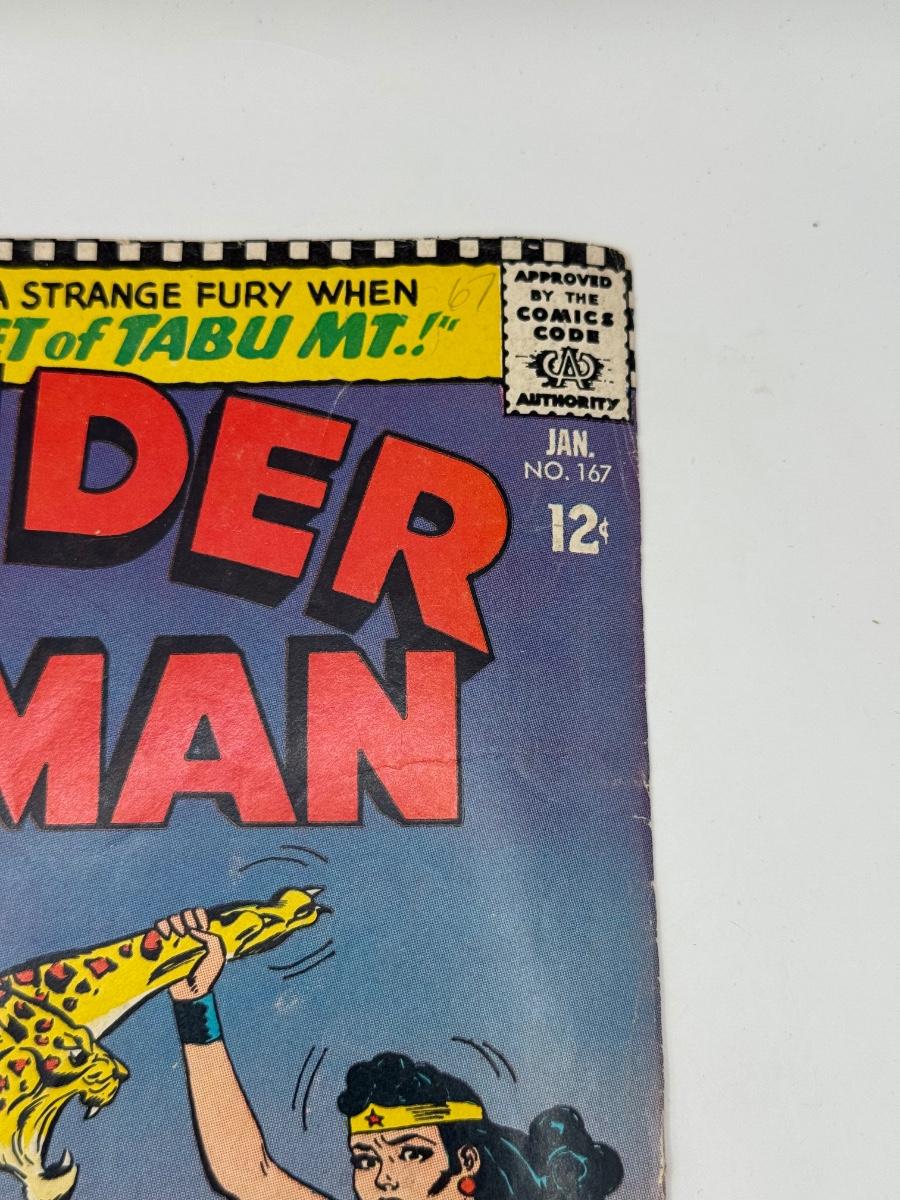 A STRANGE FURY WHEN
ET of TABU MT.!"
67
APPROVED
BY THE
COMICS
CODE
CA
AUTHORITY
DER
MAN
JAN.
NO. 167
12¢